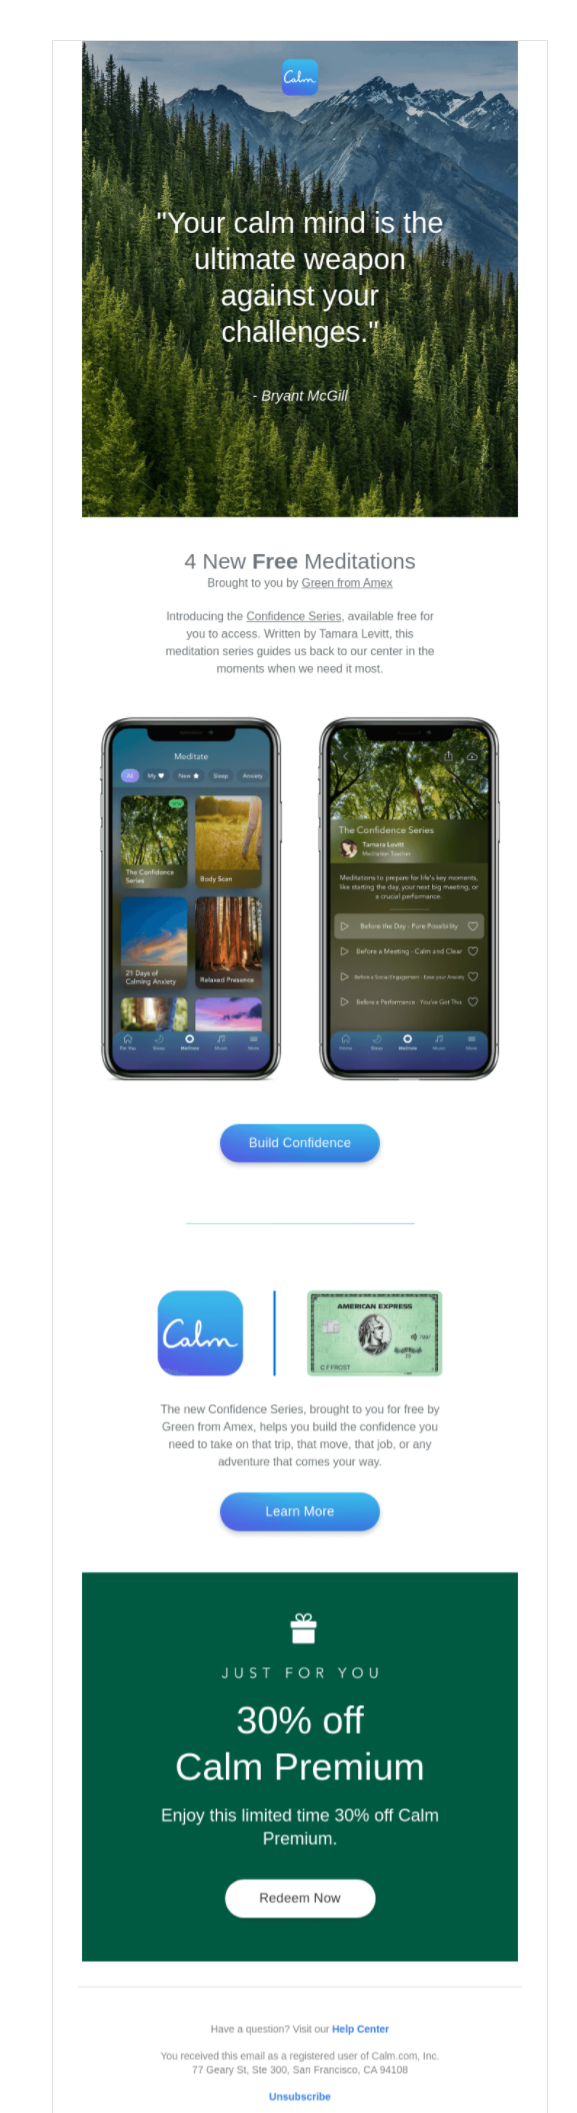 Calm
"Your calm mind is the
ultimate weapon
against your
challenges."
- Bryant McGill
4 New Free Meditations
Brought to you by Green from Amex
Introducing the Confidence Series, available free for
you to access. Written by Tamara Levitt, this
meditation series guides us back to our center in the
moments when we need it most.
Meditate
All My New Sleep Anxiety
The Confidence
Series
Body Scan
21 Days of
Calming Anxiety
Relaxed Presence
For You Sleep Meditate Music More
The Confidence Series
Tamara Levitt
Meditation Teacher
Meditations to prepare for life's key moments,
like starting the day, your next big meeting, or
a crucial performance.
Before the Day - Pure Possibility
Before a Meeting - Calm and Clear
Before a Social Engagement - Ease your Anxiety
Before a Performance - You've Got This
Home Sleep Meditate Music More
Build Confidence
Calm
AMERICAN EXPRESS
C F FROST
The new Confidence Series, brought to you for free by
Green from Amex, helps you build the confidence you
need to take on that trip, that move, that job, or any
adventure that comes your way.
Learn More
JUST FOR YOU
30% off
Calm Premium
Enjoy this limited time 30% off Calm
Premium.
Redeem Now
Have a question? Visit our Help Center
You received this email as a registered user of Calm.com, Inc.
77 Geary St, Ste 300, San Francisco, CA 94108
Unsubscribe